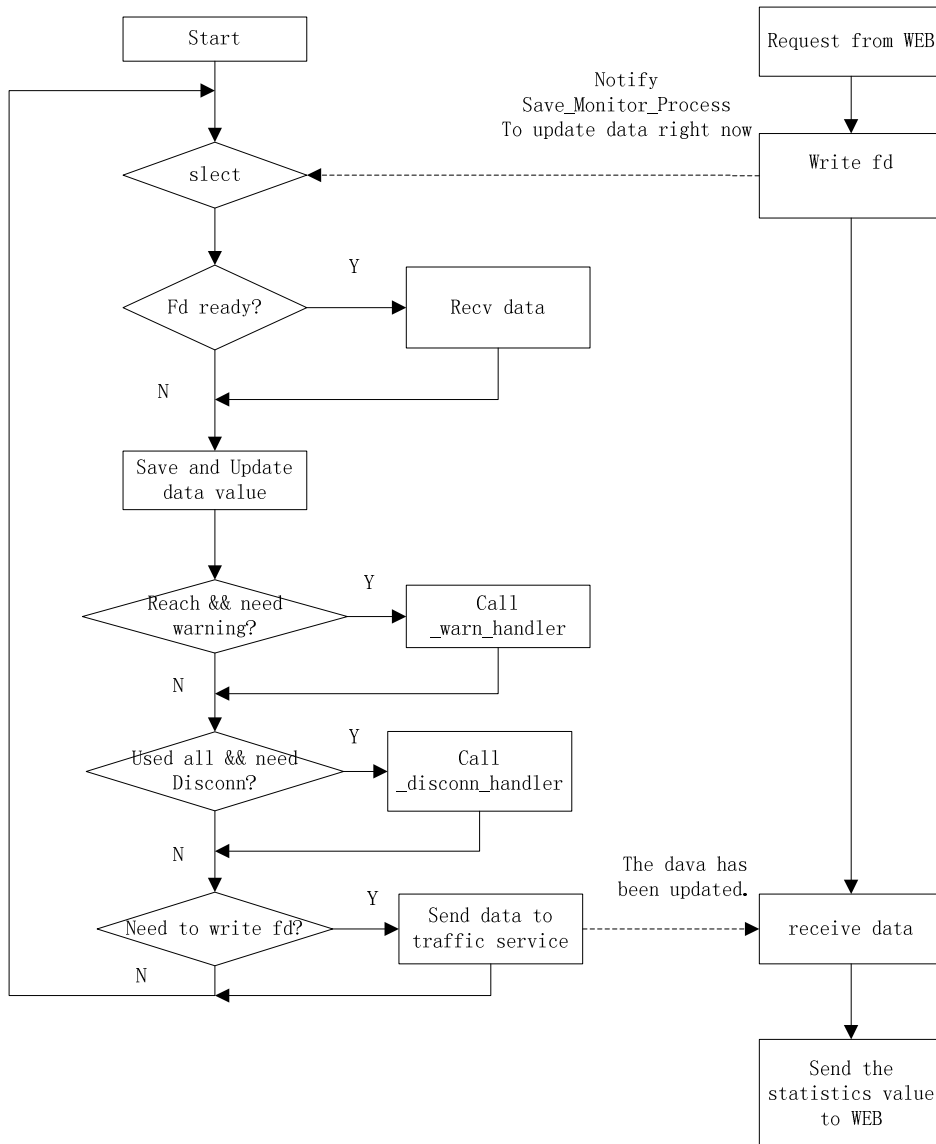 Start
Request from WEB
Notify
Save_Monitor_Process
To update data right now
Write fd
slect
Y
Fd ready?
Recv data
N
Save and Update
data value
Y
Reach && need
warning?
Call
_warn_handler
N
Y
Used all && need
Disconn?
Call
_disconn_handler
N
The dava has
been updated.
Y
Need to write fd?
Send data to
traffic service
receive data
N
Send the
statistics value
to WEB